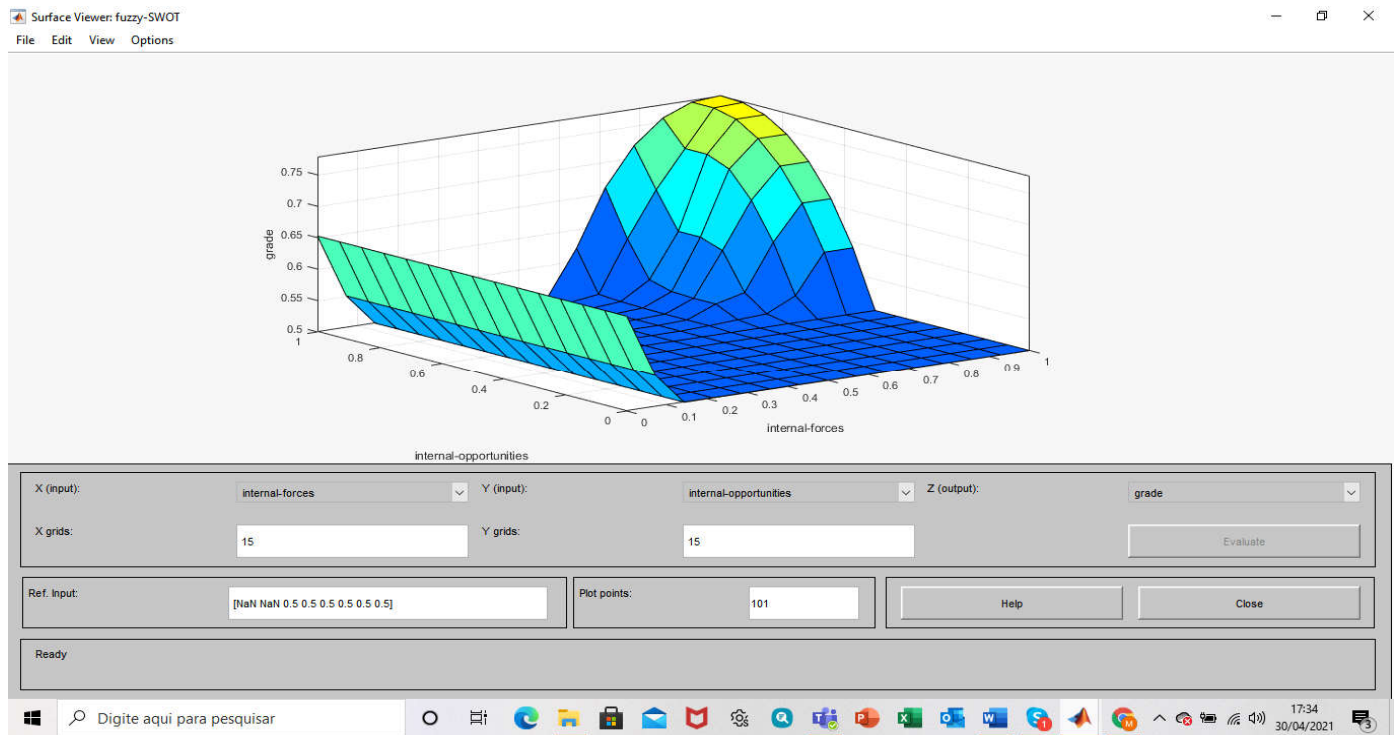 Surface Viewer: fuzzy-SWOT
File Edit View Options
0.75
0.7
0.65
0.6
0.55
0.5
grade
1
0.8
0.6
0.4
0.2
0
internal-opportunities
0
0.1
0.2
0.3
0.4
0.5
0.6
0.7
0.8
0.9
1
internal-forces
X (input): internal-forces Y (input): internal-opportunities Z (output): grade
X grids: 15 Y grids: 15 Evaluate
Ref. Input: [NaN NaN 0.5 0.5 0.5 0.5 0.5 0.5] Plot points: 101 Help Close
Ready
Digite aqui para pesquisar
17:34
30/04/2021
3